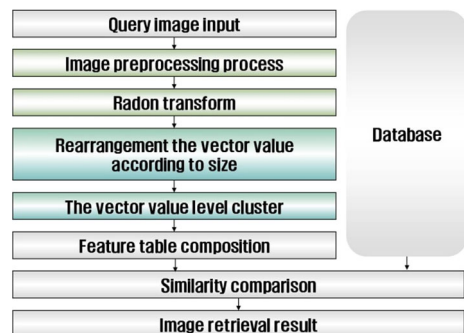 Query image input
Image preprocessing process
Radon transform
Rearrangement the vector value
according to size
The vector value level cluster
Feature table composition
Database
Similarity comparison
Image retrieval result